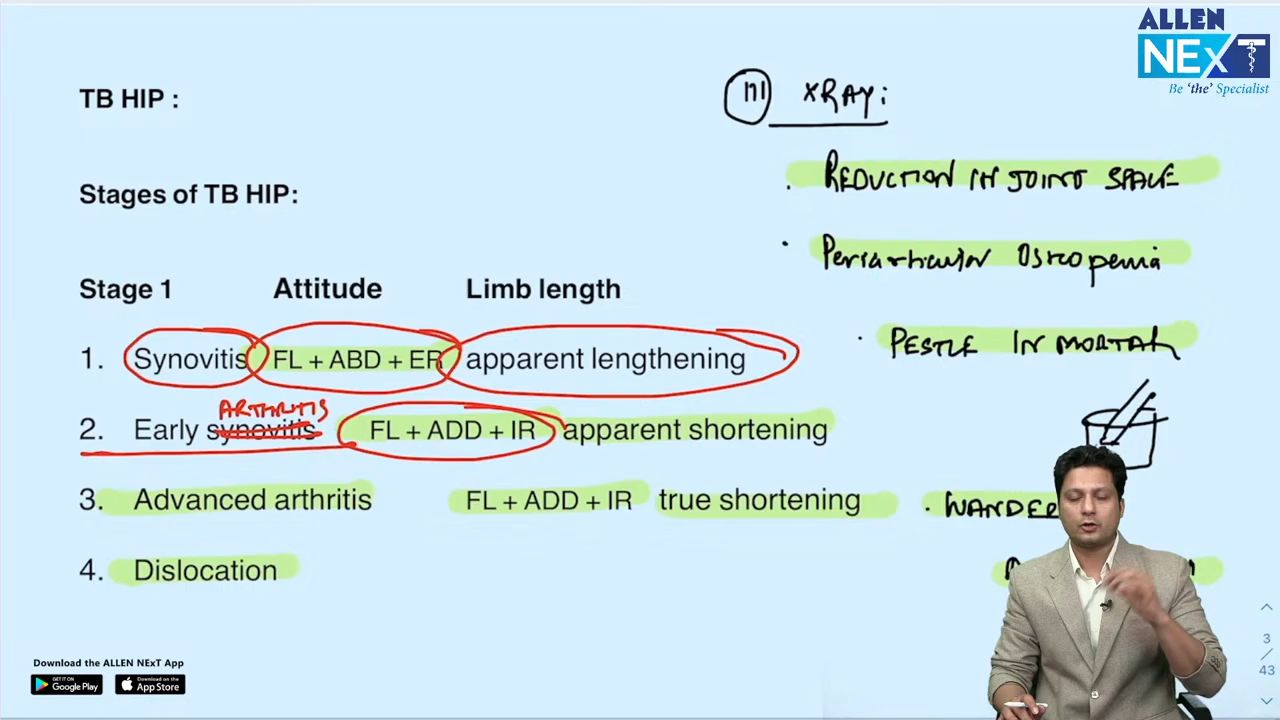 ALLEN
NExT
Be 'the' Specialist
TB HIP :
III XRAY:
Stages of TB HIP:
. REDUCTION IN JOINT SPACE
. Periarticular Osteopenia
Stage 1 Attitude Limb length
1. Synovitis FL + ABD + ER apparent lengthening
. PESTLE IN MORTAR
ARTHRITIS
2. Early synovitis FL + ADD + IR apparent shortening
3. Advanced arthritis FL + ADD + IR true shortening
4. Dislocation
Download the ALLEN NExT App
GET IT ON Google Play
Download on the App Store
3
/
43